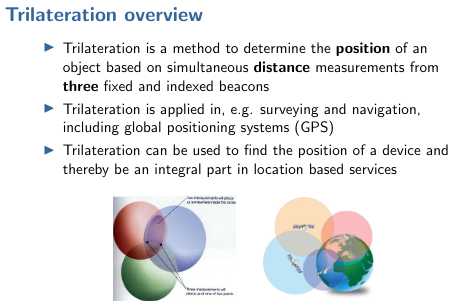 Trilateration overview
Trilateration is a method to determine the position of an
object based on simultaneous distance measurements from
three fixed and indexed beacons
Trilateration is applied in, e.g. surveying and navigation,
including global positioning systems (GPS)
Trilateration can be used to find the position of a device and
thereby be an integral part in location based services
Two measurements will place
us somewhere inside the circle
Three measurements will
place us at one of two points